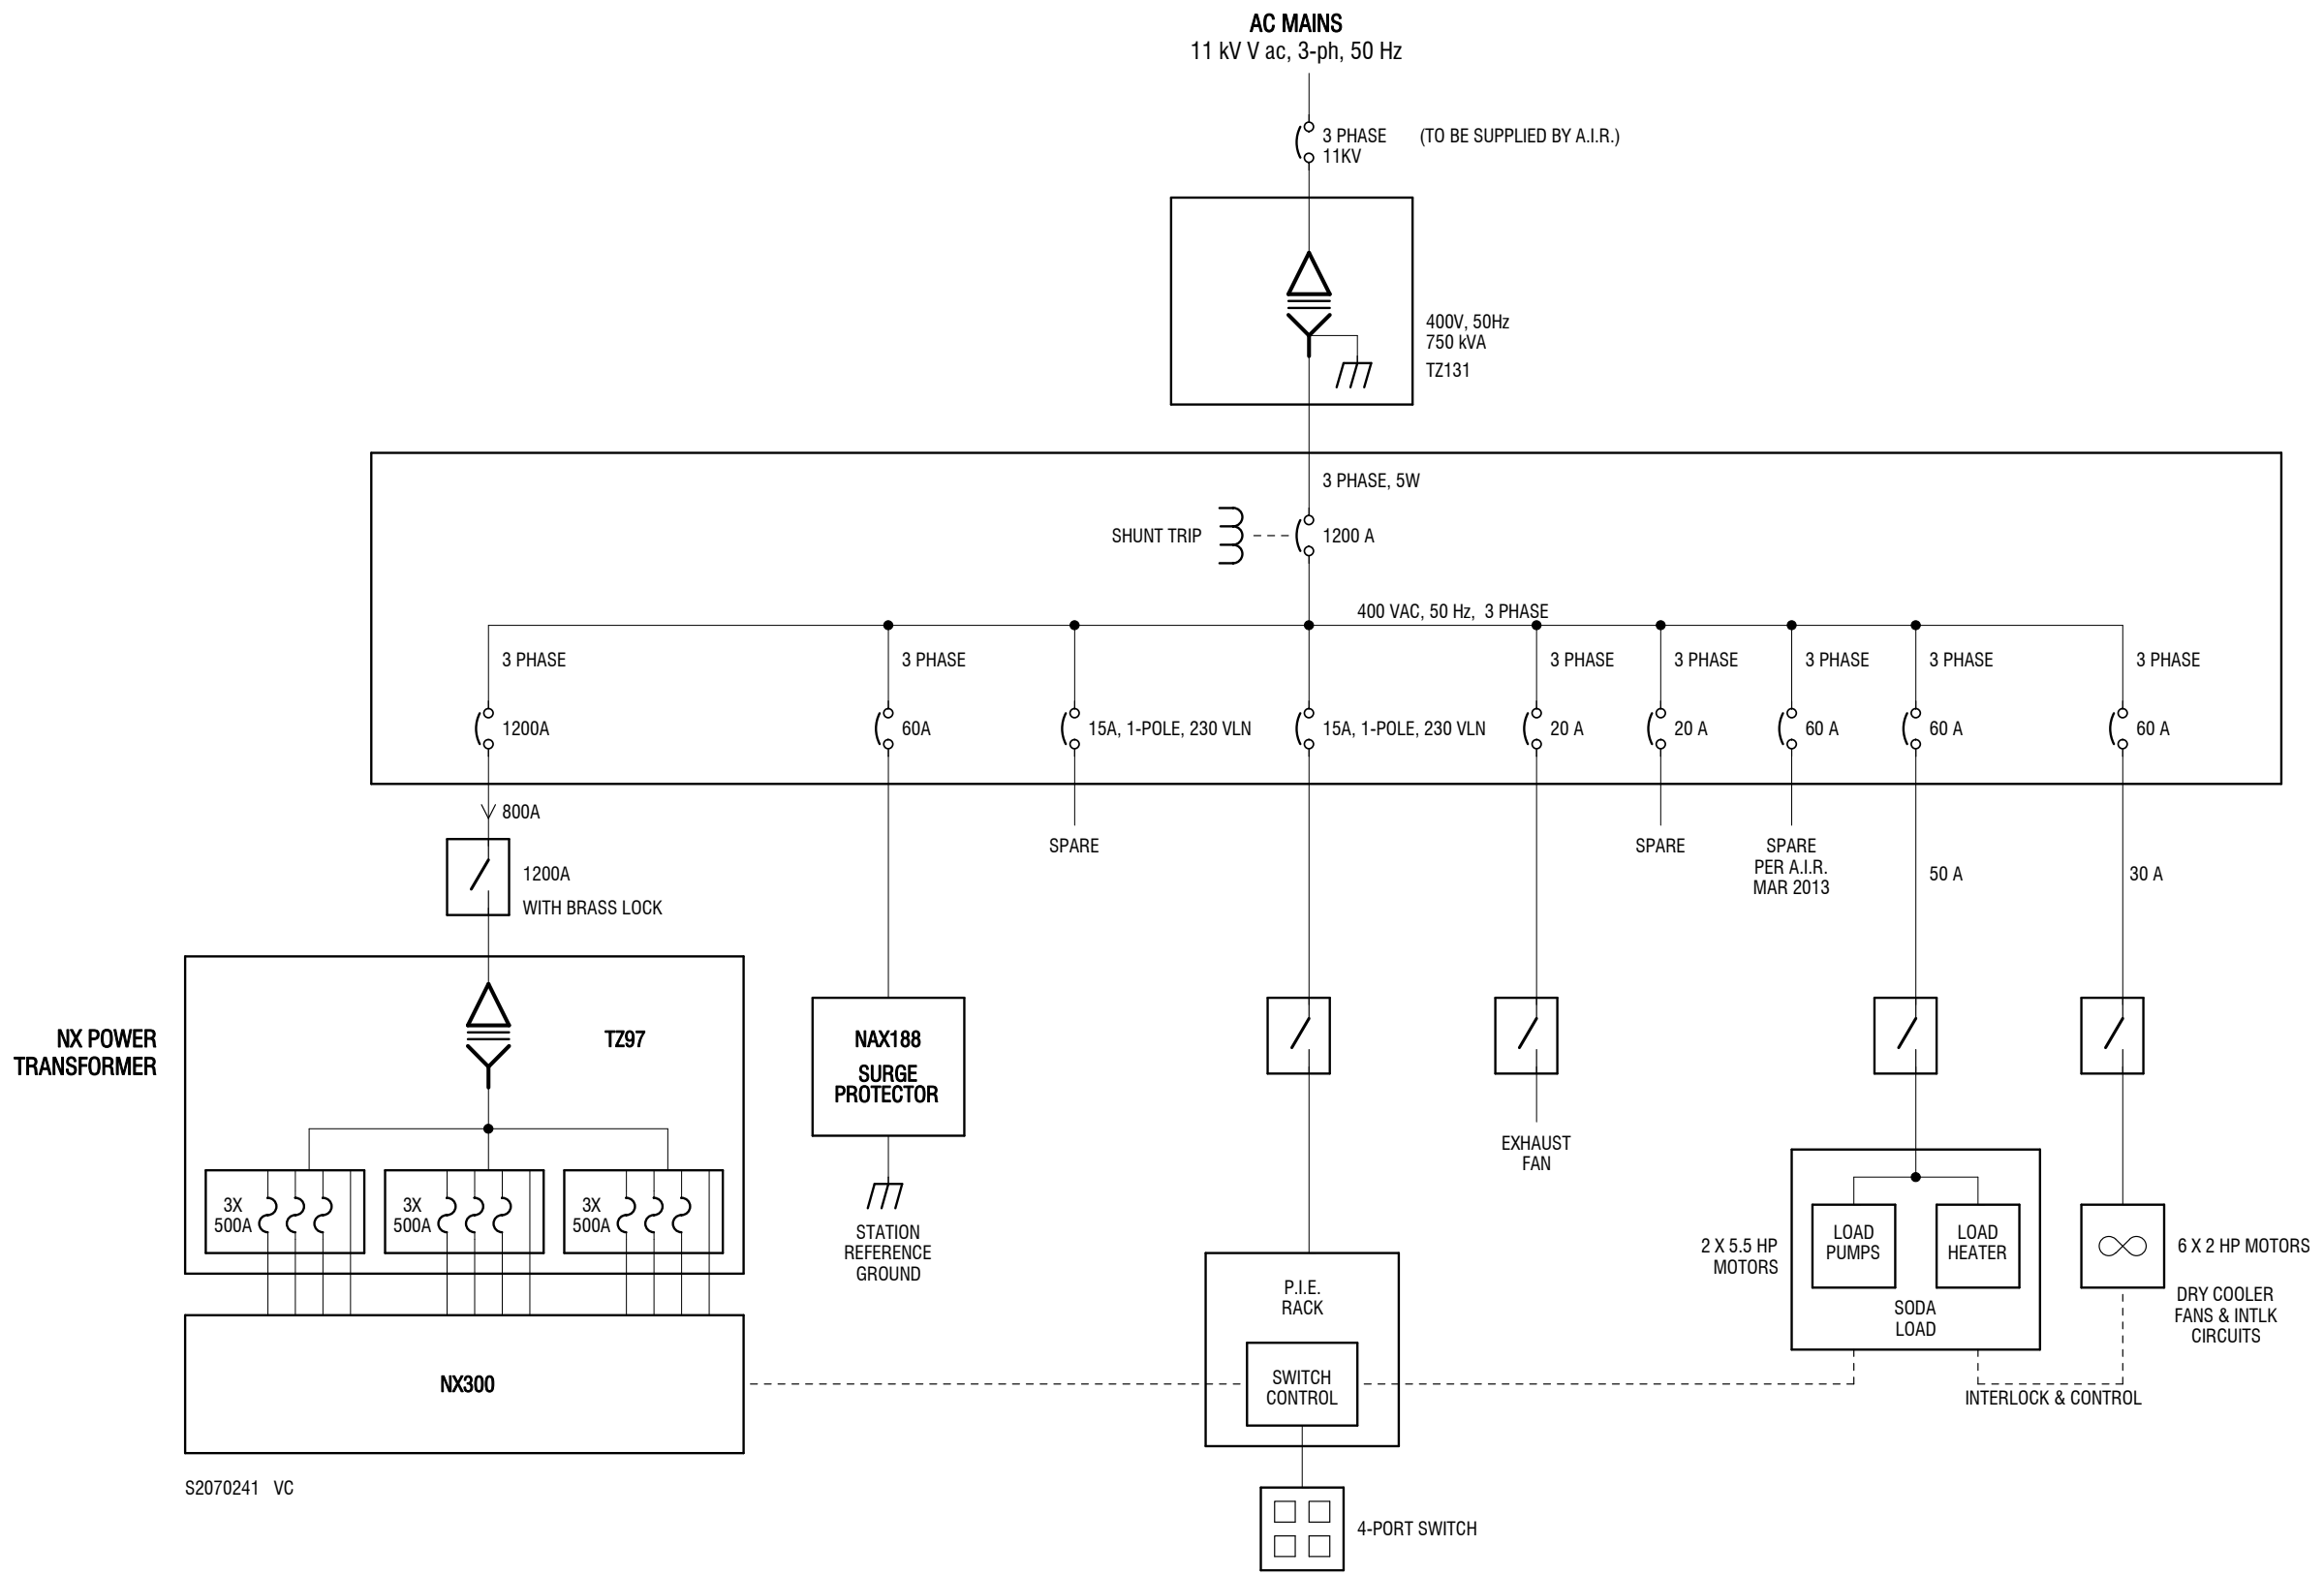 AC MAINS
11 kV V ac, 3-ph, 50 Hz
3 PHASE
11KV
(TO BE SUPPLIED BY A.I.R.)
400V, 50Hz
750 kVA
TZ131
3 PHASE, 5W
SHUNT TRIP
1200 A
400 VAC, 50 Hz, 3 PHASE
3 PHASE
3 PHASE
3 PHASE
3 PHASE
3 PHASE
3 PHASE
3 PHASE
1200A
60A
15A, 1-POLE, 230 VLN
15A, 1-POLE, 230 VLN
20 A
20 A
60 A
60 A
60 A
800A
SPARE
SPARE
SPARE
PER A.I.R.
MAR 2013
1200A
WITH BRASS LOCK
50 A
30 A
NX POWER
TRANSFORMER
TZ97
NAX188
SURGE
PROTECTOR
EXHAUST
FAN
3X
500A
3X
500A
3X
500A
STATION
REFERENCE
GROUND
2 X 5.5 HP
MOTORS
LOAD
PUMPS
LOAD
HEATER
SODA
LOAD
6 X 2 HP MOTORS
DRY COOLER
FANS & INTLK
CIRCUITS
P.I.E.
RACK
SWITCH
CONTROL
NX300
INTERLOCK & CONTROL
S2070241 VC
4-PORT SWITCH